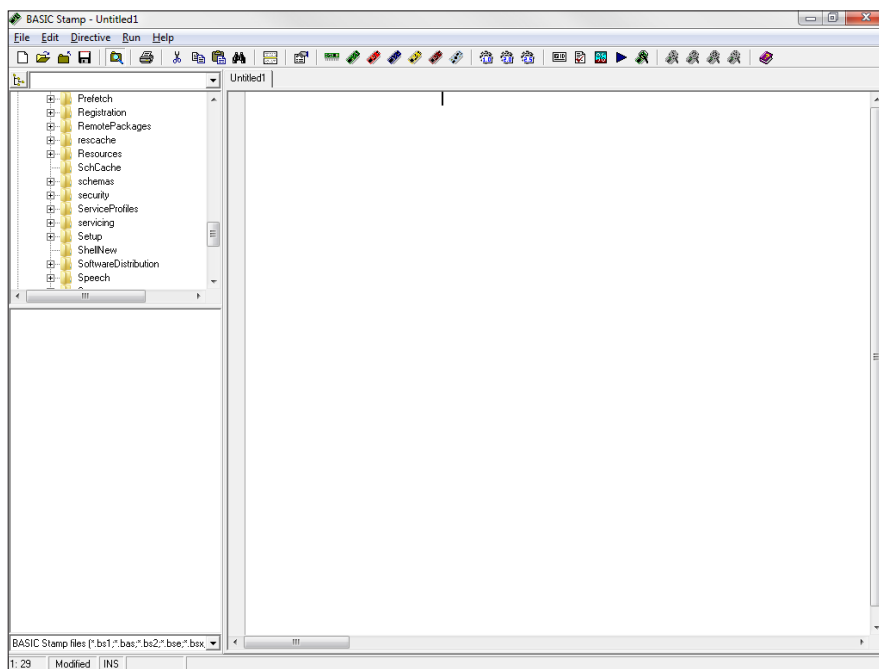 BASIC Stamp - Untitled1
File Edit Directive Run Help
Untitled1
Prefetch
Registration
RemotePackages
rescache
Resources
SchCache
schemas
security
ServiceProfiles
servicing
Setup
ShellNew
SoftwareDistribution
Speech
BASIC Stamp files (*.bs1;*.bas;*.bs2;*.bse;*.bsx,
1: 29 Modified INS